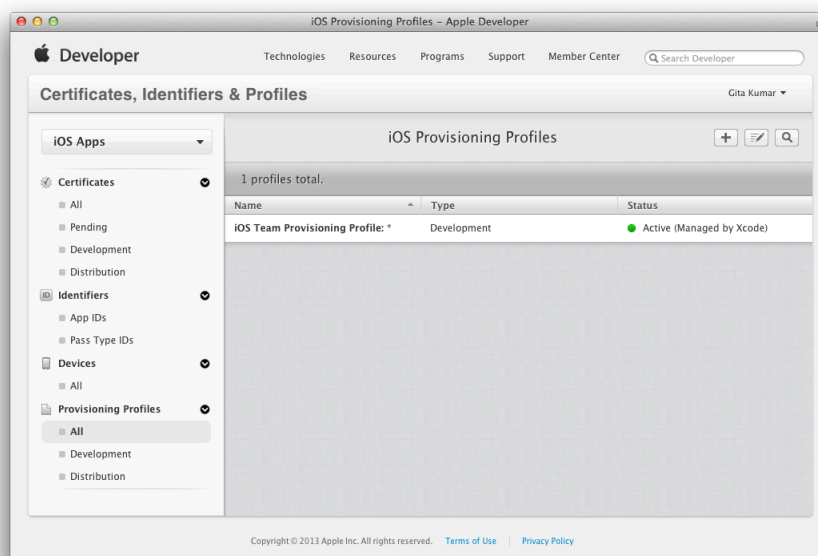 iOS Provisioning Profiles – Apple Developer
Developer
Technologies Resources Programs Support Member Center Search Developer
Certificates, Identifiers & Profiles
Gita Kumar
iOS Apps
iOS Provisioning Profiles
1 profiles total.
Name Type Status
iOS Team Provisioning Profile: * Development Active (Managed by Xcode)
Certificates
All
Pending
Development
Distribution
ID Identifiers
App IDs
Pass Type IDs
Devices
All
Provisioning Profiles
All
Development
Distribution
Copyright © 2013 Apple Inc. All rights reserved. Terms of Use | Privacy Policy